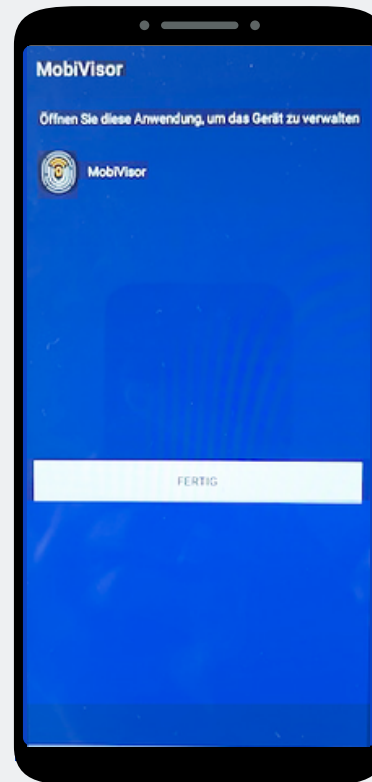 MobiVisor
Öffnen Sie diese Anwendung, um das Gerät zu verwalten
MobiVisor
FERTIG